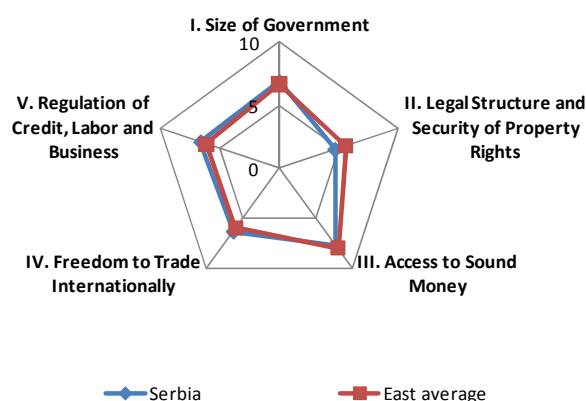 I. Size of Government
10
5
0
II. Legal Structure and
Security of Property
Rights
III. Access to Sound
Money
IV. Freedom to Trade
Internationally
V. Regulation of
Credit, Labor and
Business
Serbia
East average